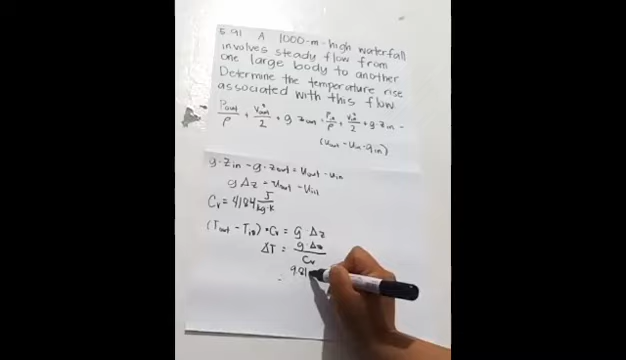 5.91 A 1000-m-high waterfall
involves steady flow from
one large body to another
Determine the temperature rise
associated with this flow
Pout/ρ + Vout²/2 + g·zout = Pin/ρ + Vin²/2 + g·zin -
(uout - uin - qin)
g·zin - g·zout = uout - uin
gΔz = uout - uin
Cv = 4184 J/kg·K
(Tout - Tin)·Cv = g Δz
ΔT = g·Δz/Cv
9.81